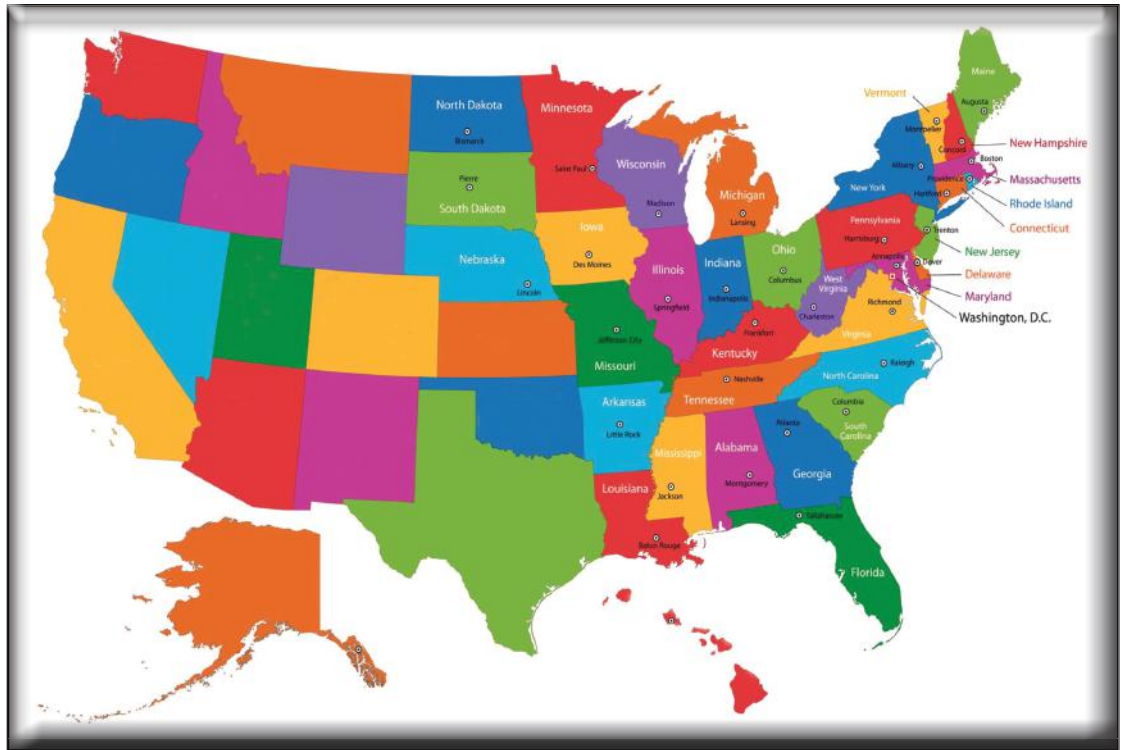 North Dakota
Bismarck
Minnesota
Saint Paul
Wisconsin
Madison
Michigan
Lansing
Pierre
South Dakota
Nebraska
Lincoln
Iowa
Des Moines
Illinois
Springfield
Indiana
Indianapolis
Ohio
Columbus
Missouri
Jefferson City
Kentucky
Frankfort
West
Virginia
Charleston
Virginia
Richmond
Tennessee
Nashville
North Carolina
Raleigh
Arkansas
Little Rock
Mississippi
Jackson
Alabama
Montgomery
Georgia
Atlanta
Columbia
South
Carolina
Louisiana
Baton Rouge
Florida
Tallahassee
Maine
Augusta
Vermont
Montpelier
Concord
New Hampshire
Boston
Massachusetts
New York
Albany
Providence
Rhode Island
Hartford
Connecticut
Pennsylvania
Harrisburg
Trenton
New Jersey
Dover
Delaware
Annapolis
Maryland
Washington, D.C.